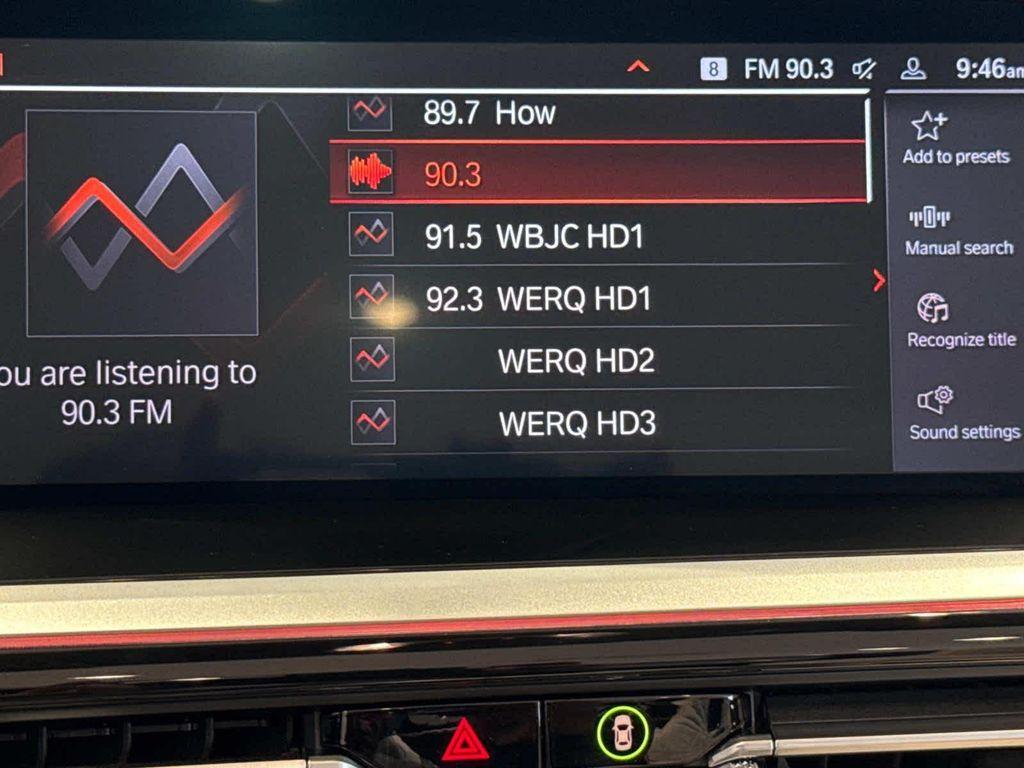 8 FM 90.3 9:46am
89.7 How
90.3
91.5 WBJC HD1
92.3 WERQ HD1
WERQ HD2
WERQ HD3
ou are listening to
90.3 FM
Add to presets
Manual search
Recognize title
Sound settings